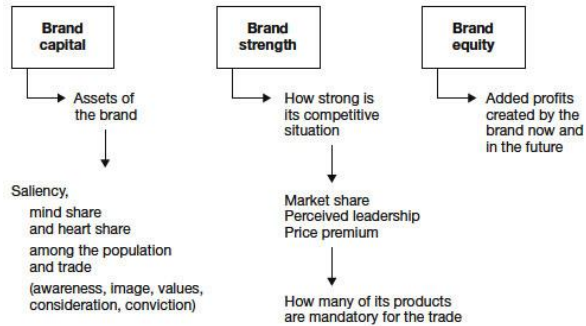 Brand
capital
Assets of
the brand
Saliency,
mind share
and heart share
among the population
and trade
(awareness, image, values,
consideration, conviction)
Brand
strength
How strong is
its competitive
situation
Market share
Perceived leadership
Price premium
How many of its products
are mandatory for the trade
Brand
equity
Added profits
created by the
brand now and
in the future